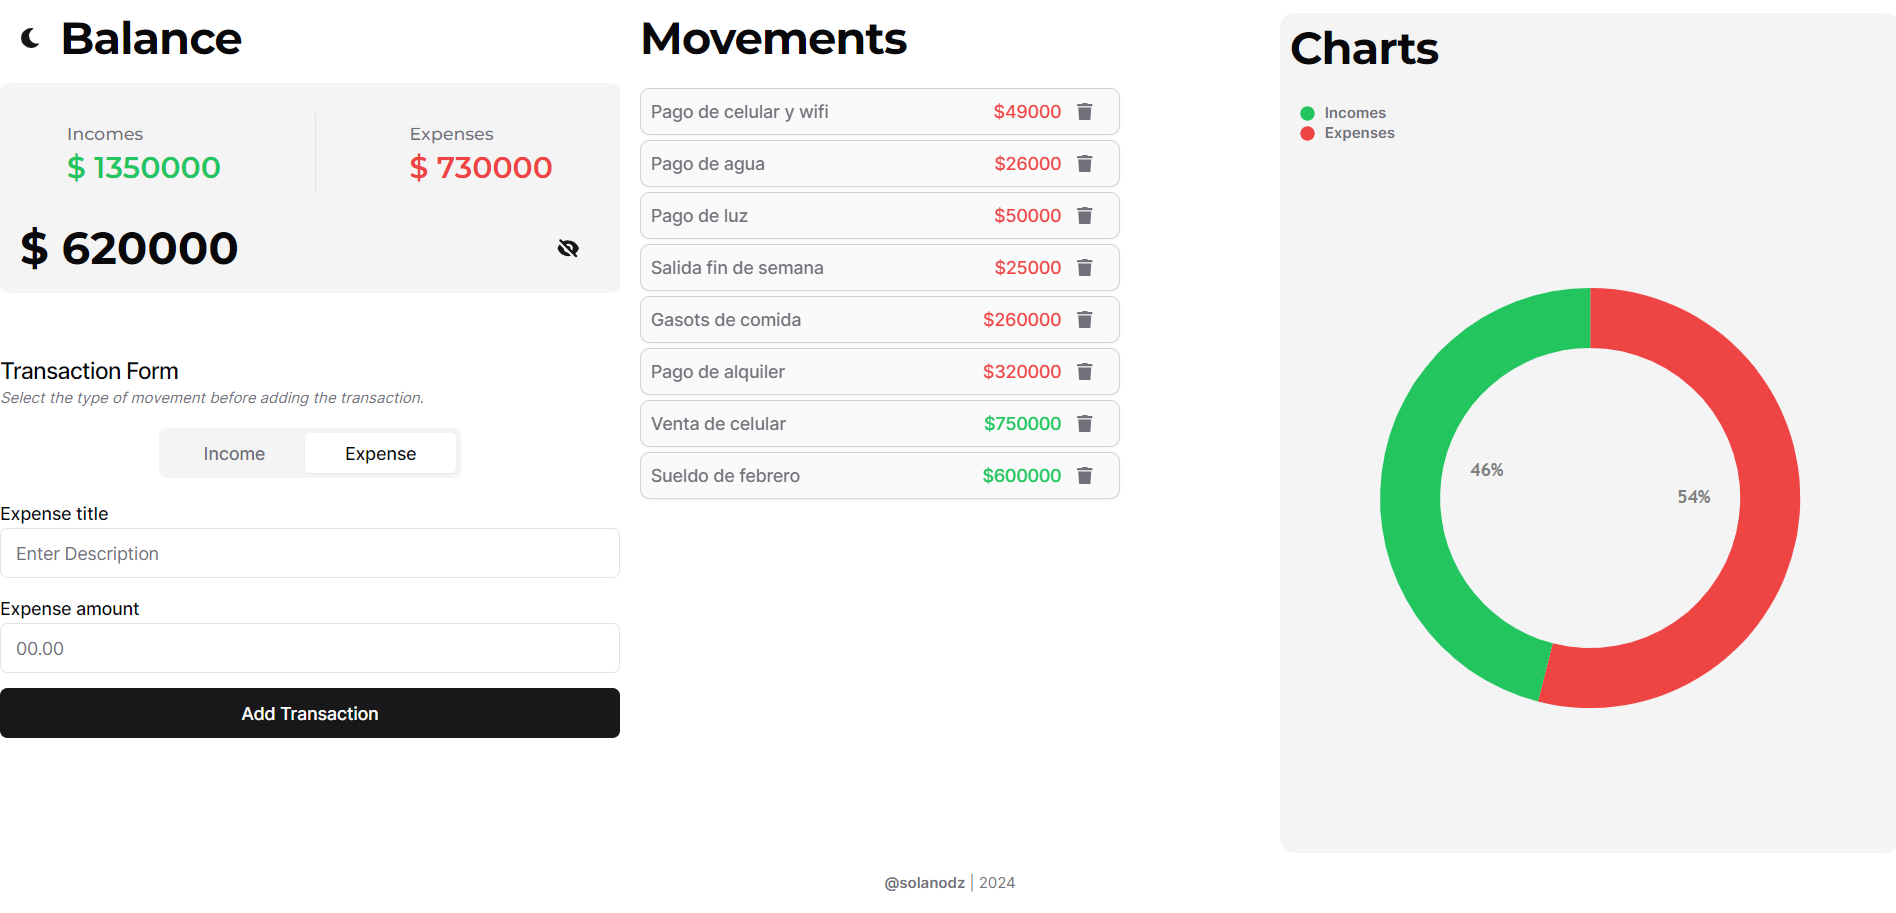 Balance
Incomes
$ 1350000
Expenses
$ 730000
$ 620000
Transaction Form
Select the type of movement before adding the transaction.
Income
Expense
Expense title
Enter Description
Expense amount
00.00
Add Transaction
Movements
Pago de celular y wifi $49000
Pago de agua $26000
Pago de luz $50000
Salida fin de semana $25000
Gasots de comida $260000
Pago de alquiler $320000
Venta de celular $750000
Sueldo de febrero $600000
Charts
Incomes
Expenses
46%
54%
@solanodz | 2024